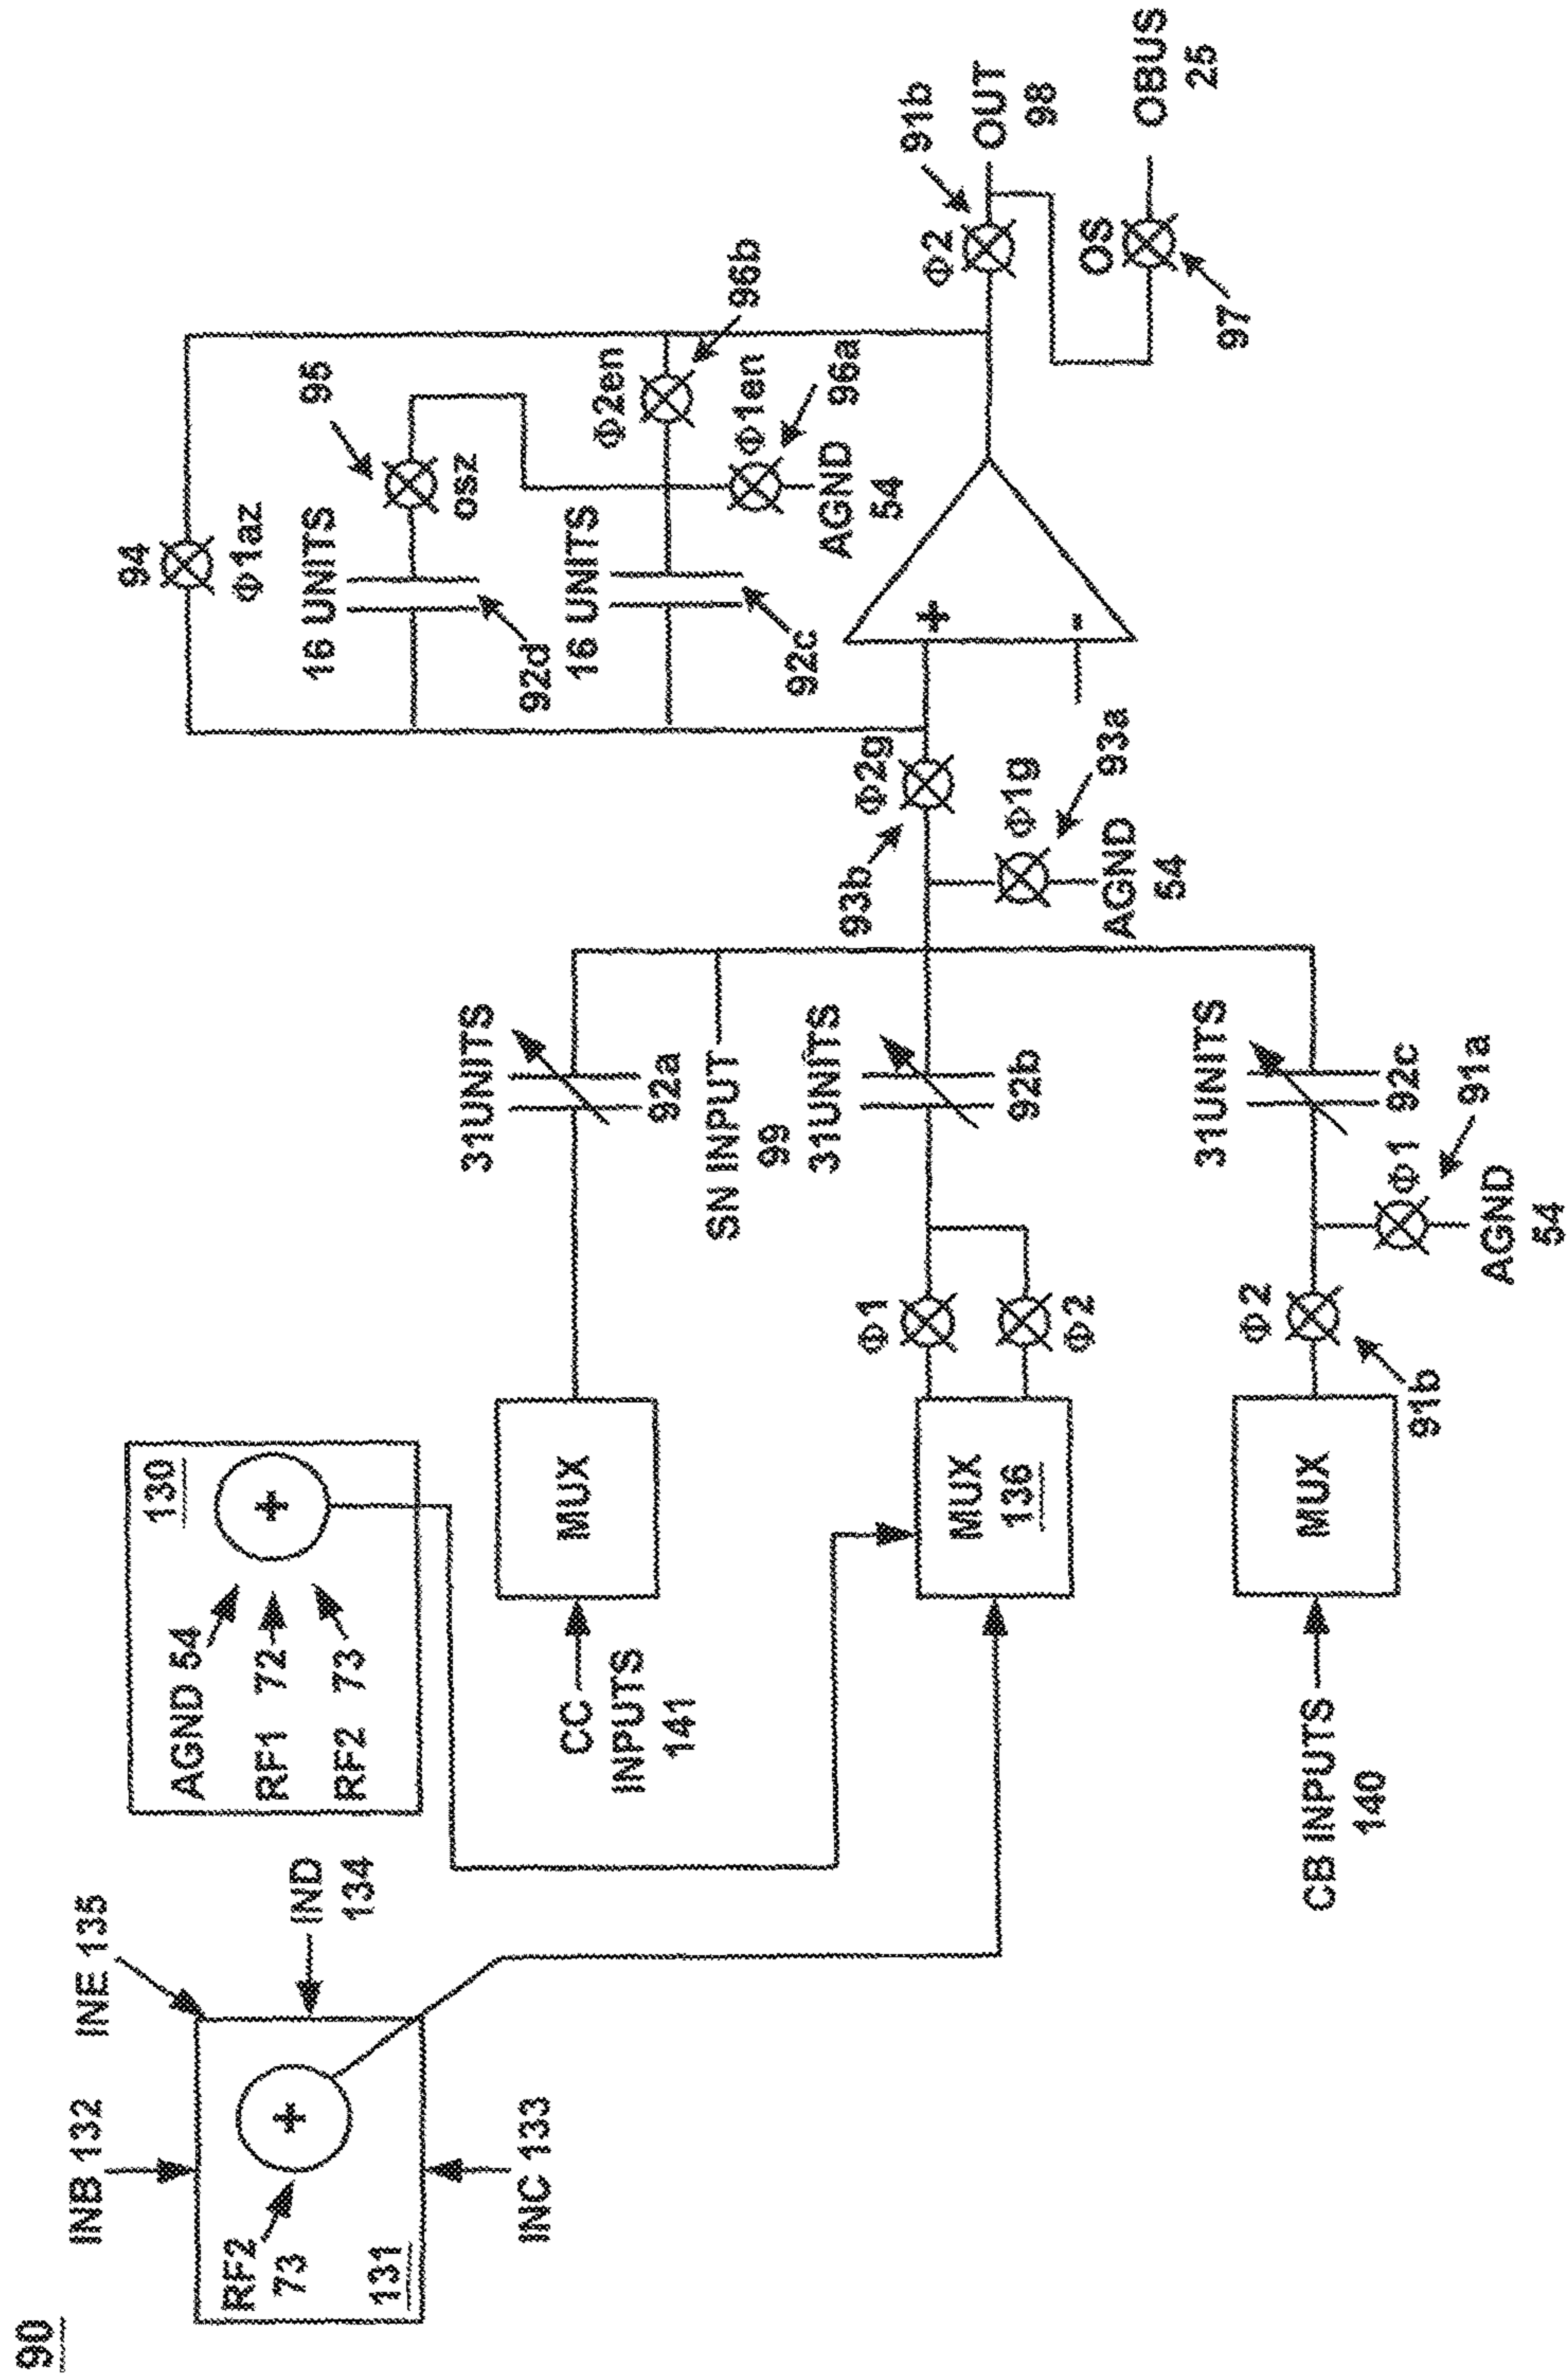 90
INB 132
INE 135
IND
134
RF2
73
131
INC 133
130
AGND 54
RF1 72
RF2 73
CC
INPUTS
141
MUX
31UNITS
92a
SN INPUT
99
MUX
136
Φ1
Φ2
31UNITS
92b
CB INPUTS
140
MUX
Φ2
91b
31UNITS
92c
Φ1
91a
AGND
54
93b
Φ2g
Φ1g
93a
AGND
54
94
Φ1az
16 UNITS
92d
95
osz
16 UNITS
92c
Φ2en
96b
Φ1en
96a
AGND
54
+
-
Φ2
91b
OUT
98
OS
97
OBUS
25